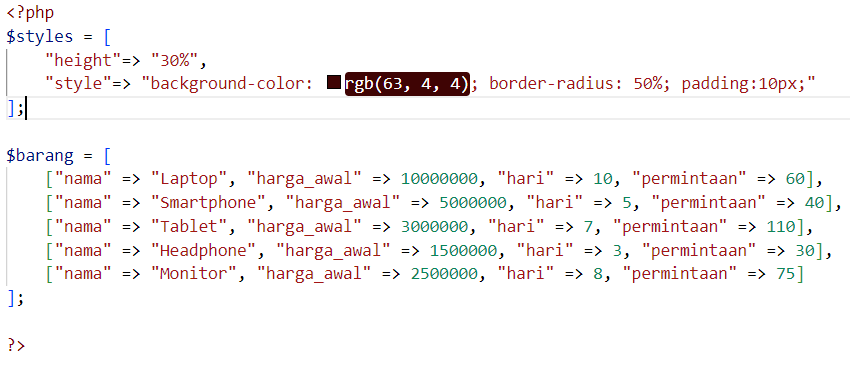 <?php
$styles = [
    "height"=> "30%",
    "style"=> "background-color: rgb(63, 4, 4); border-radius: 50%; padding:10px;"
];

$barang = [
    ["nama" => "Laptop", "harga_awal" => 10000000, "hari" => 10, "permintaan" => 60],
    ["nama" => "Smartphone", "harga_awal" => 5000000, "hari" => 5, "permintaan" => 40],
    ["nama" => "Tablet", "harga_awal" => 3000000, "hari" => 7, "permintaan" => 110],
    ["nama" => "Headphone", "harga_awal" => 1500000, "hari" => 3, "permintaan" => 30],
    ["nama" => "Monitor", "harga_awal" => 2500000, "hari" => 8, "permintaan" => 75]
];

?>